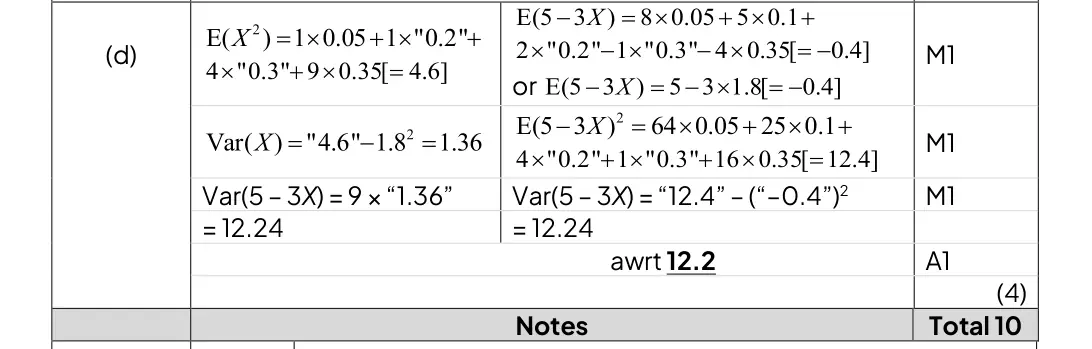 (d)
E(X²) = 1×0.05+1×"0.2"+
4×"0.3"+9×0.35[= 4.6]
E(5−3X) = 8×0.05+5×0.1+
2×"0.2"−1×"0.3"−4×0.35[= −0.4]
or E(5−3X) = 5−3×1.8[= −0.4]
M1
Var(X) = "4.6"−1.8² = 1.36
E(5−3X)² = 64×0.05+25×0.1+
4×"0.2"+1×"0.3"+16×0.35[= 12.4]
M1
Var(5 – 3X) = 9 × “1.36”
Var(5 – 3X) = “12.4” – (“–0.4”)²
M1
= 12.24
= 12.24
awrt 12.2
A1
(4)
Notes
Total 10